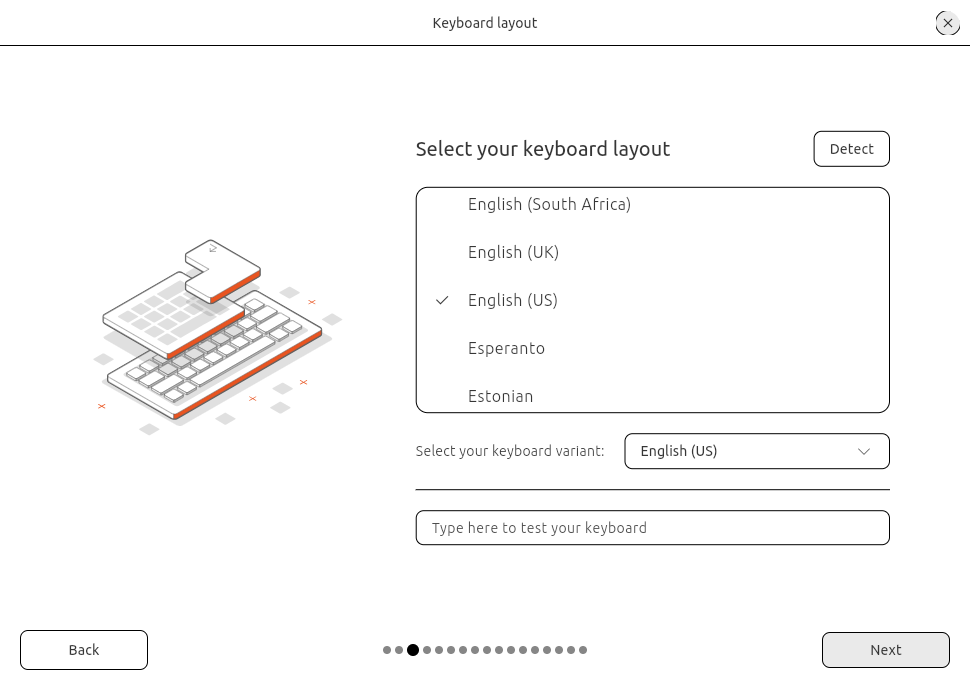 Keyboard layout
Select your keyboard layout
Detect
English (South Africa)
English (UK)
English (US)
Esperanto
Estonian
Select your keyboard variant:
English (US)
Type here to test your keyboard
Back
Next